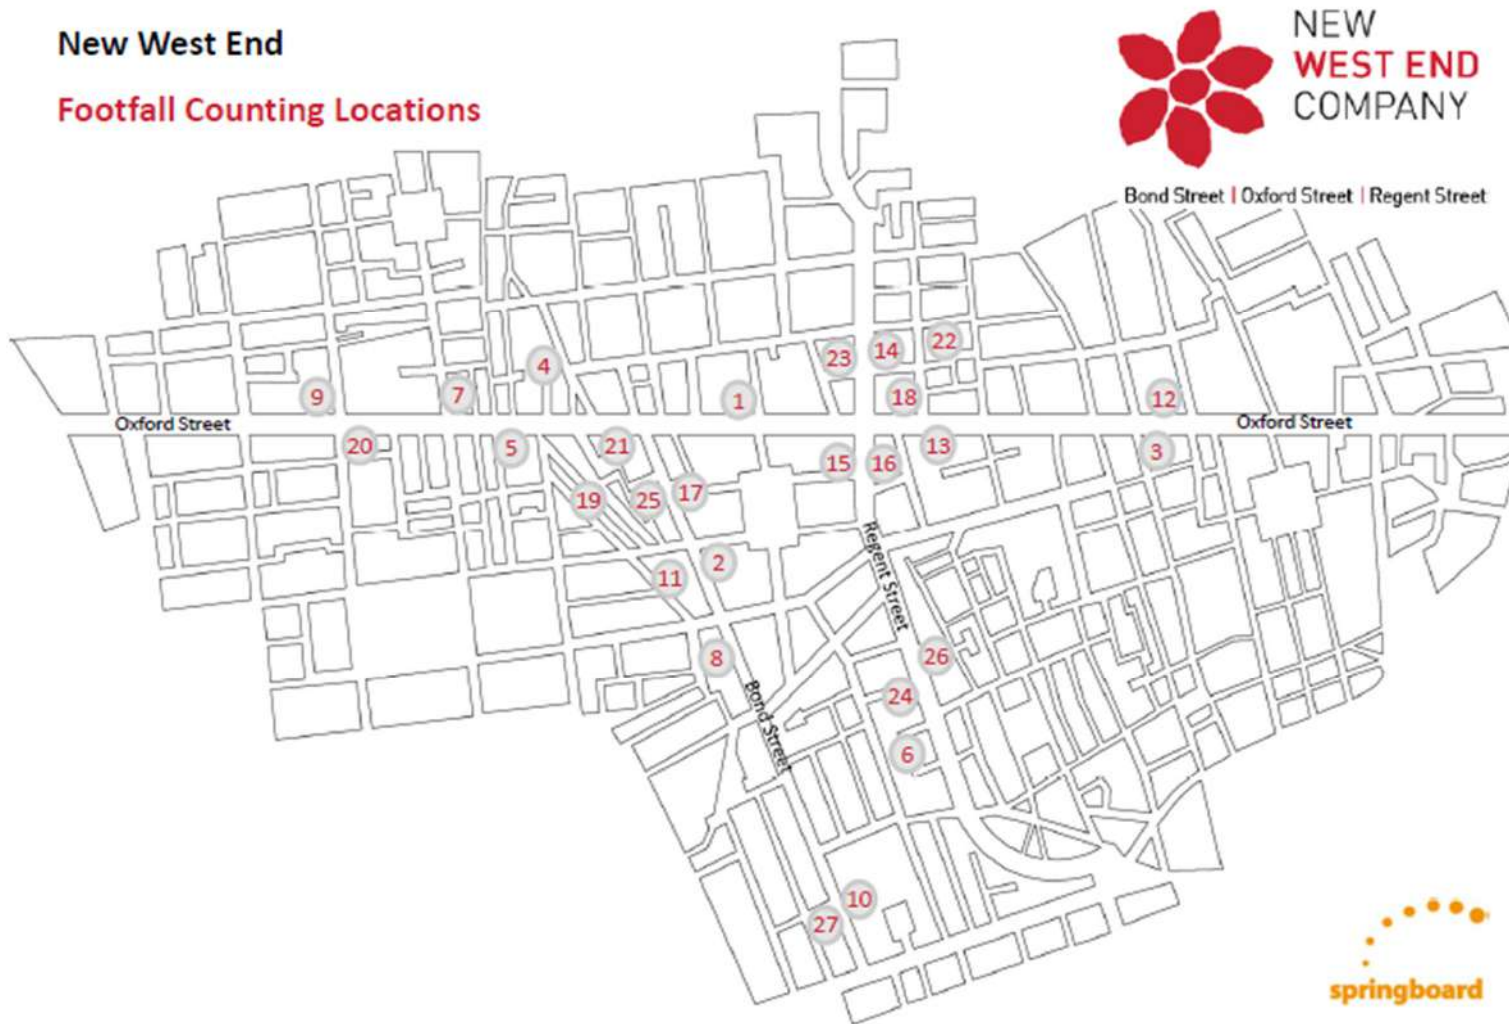 New West End
Footfall Counting Locations
NEW
WEST END
COMPANY
Bond Street | Oxford Street | Regent Street
22
14
23
4
7
9
1
18
12
Oxford Street
Oxford Street
20
5
21
13
3
15
16
17
19
25
Regent Street
2
11
8
26
Bond Street
24
6
10
27
springboard